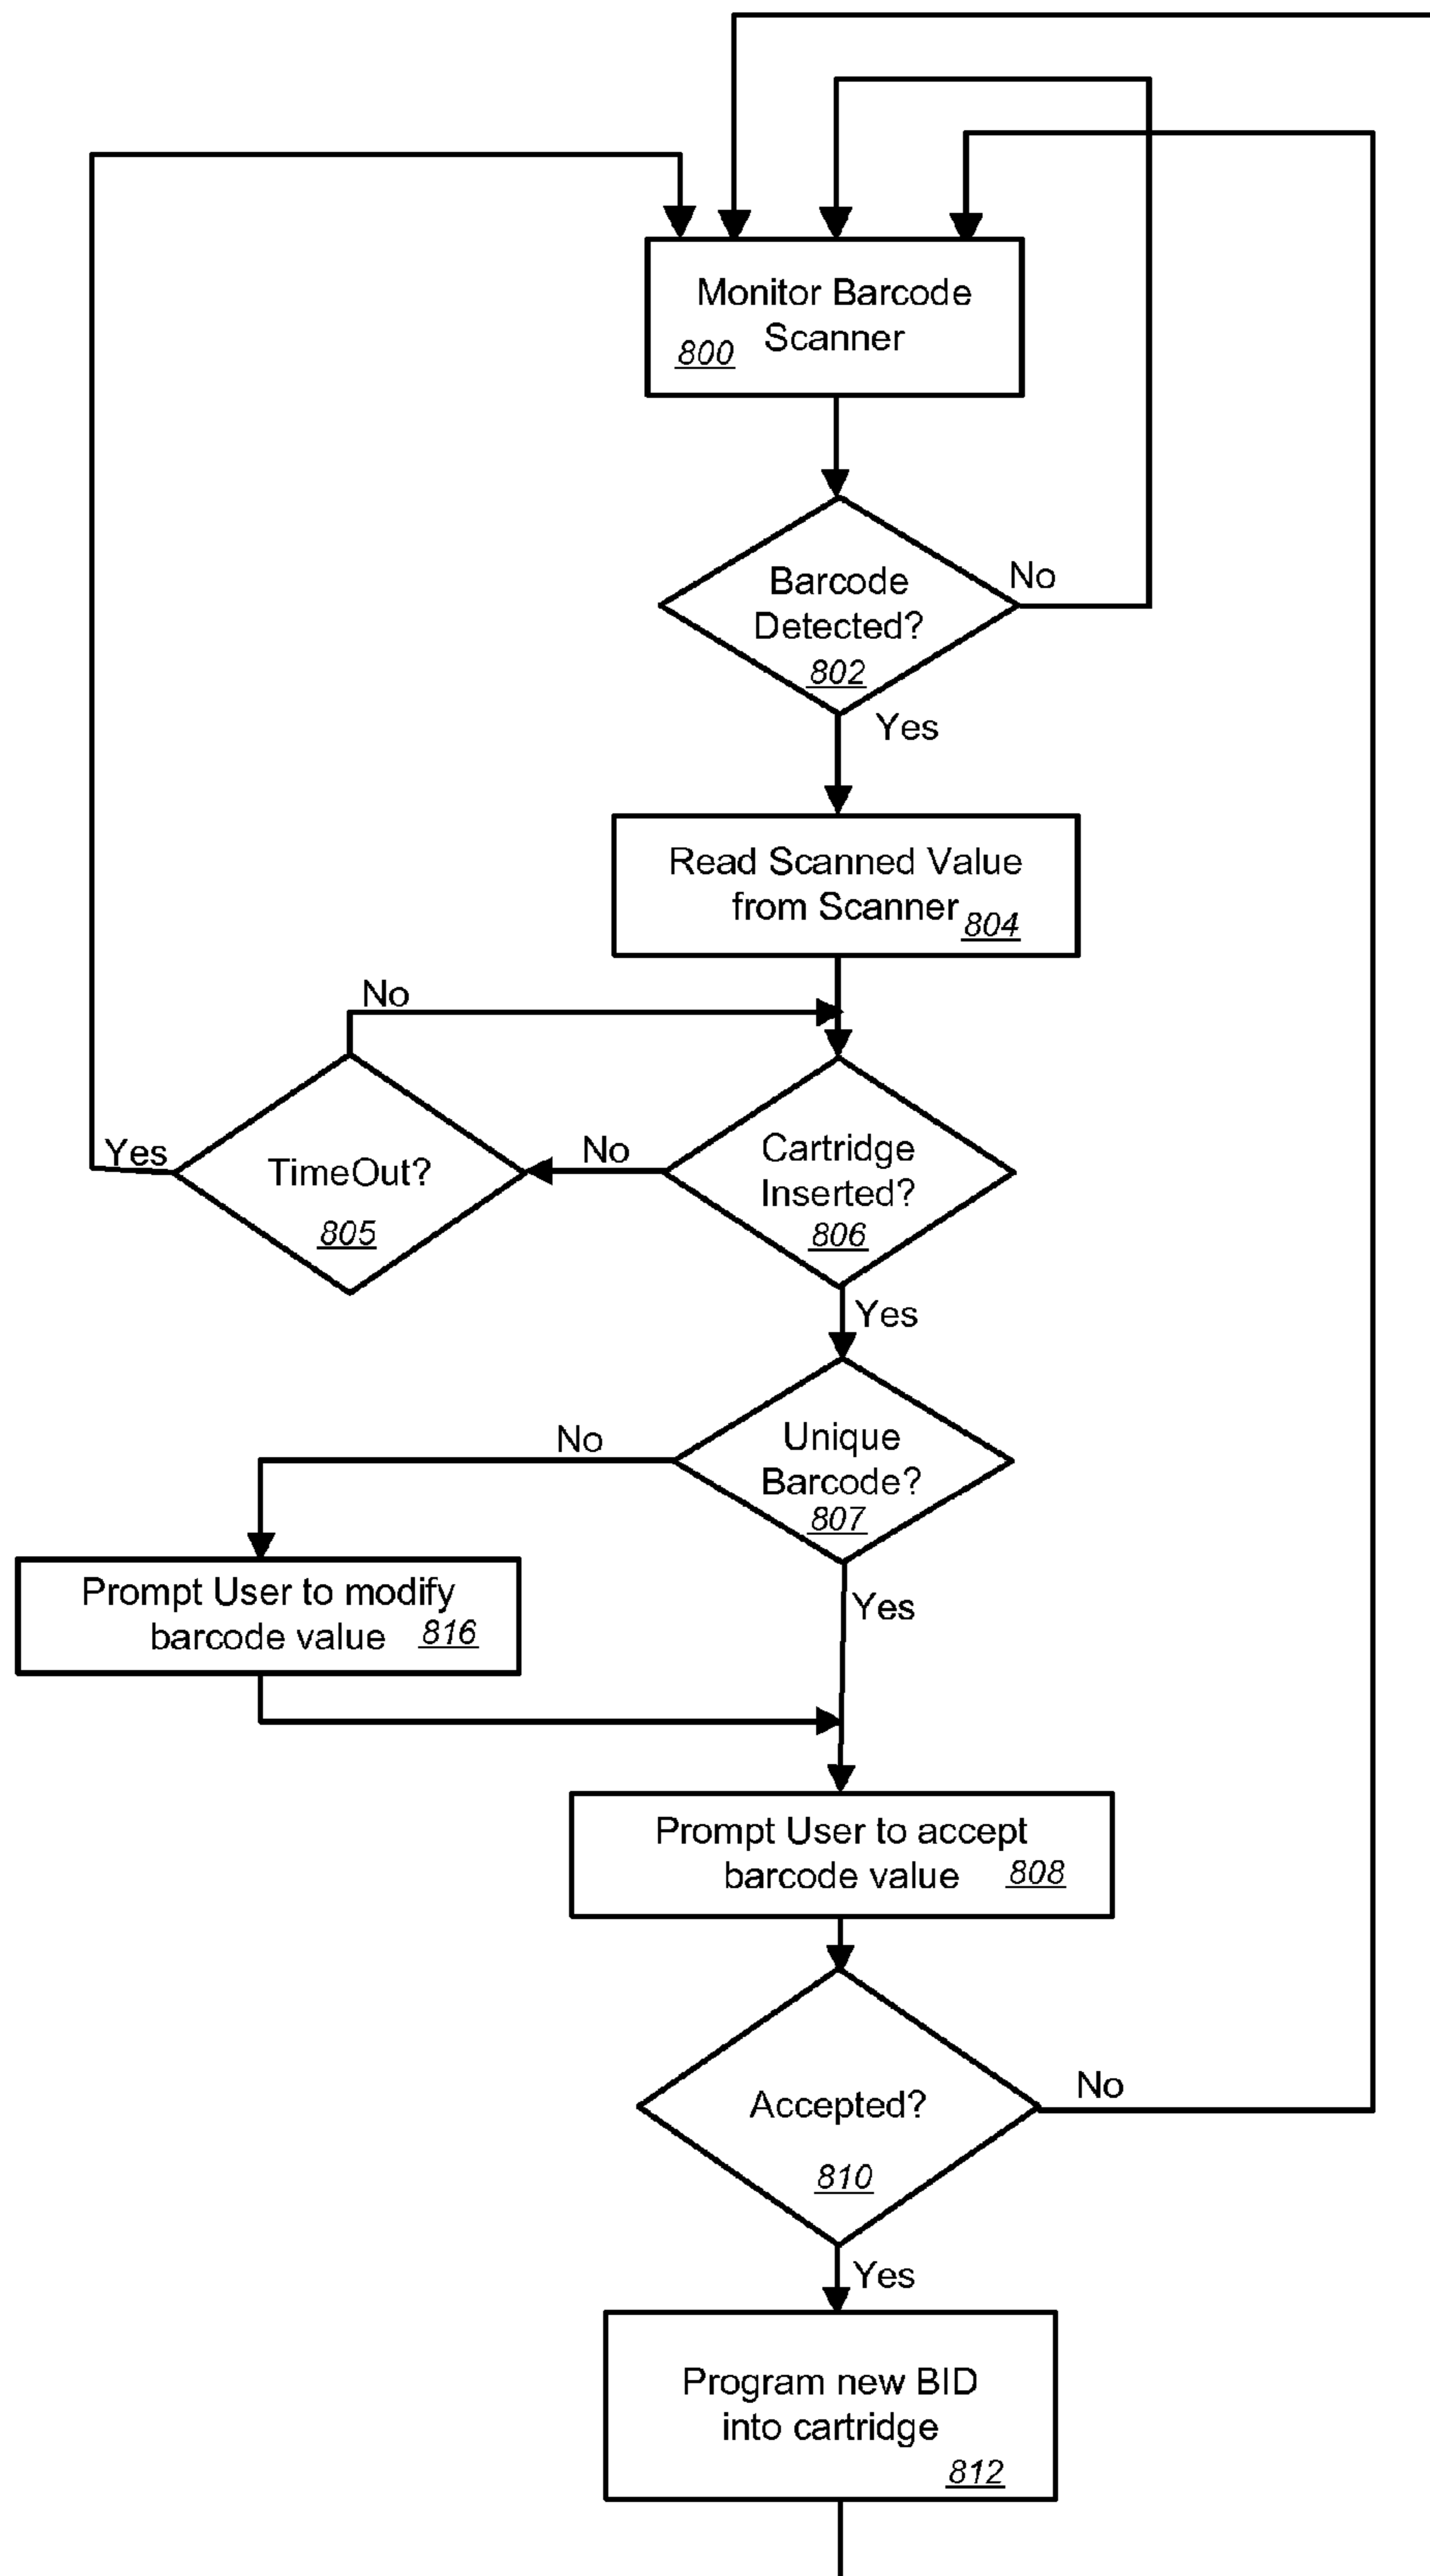 Monitor Barcode
Scanner
800
Barcode
Detected?
802
No
Yes
Read Scanned Value
from Scanner
804
No
Yes
TimeOut?
805
No
Cartridge
Inserted?
806
Yes
No
Unique
Barcode?
807
Yes
Prompt User to modify
barcode value 816
Prompt User to accept
barcode value 808
Accepted?
810
No
Yes
Program new BID
into cartridge
812